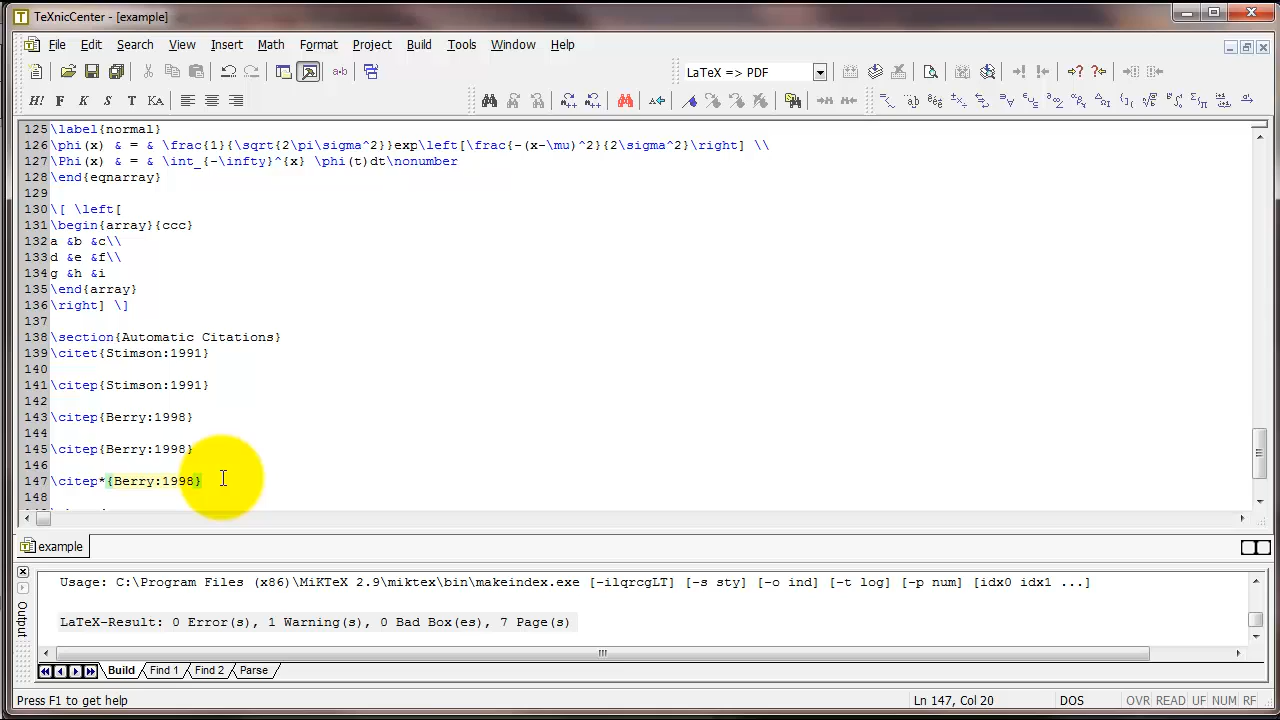 TeXnicCenter - [example]
File Edit Search View Insert Math Format Project Build Tools Window Help
LaTeX => PDF
125 \label{normal}
126 \phi(x) & = & \frac{1}{\sqrt{2\pi\sigma^2}}exp\left[\frac{-(x-\mu)^2}{2\sigma^2}\right] \\
127 \Phi(x) & = & \int_{-\infty}^{x} \phi(t)dt\nonumber
128 \end{eqnarray}
129
130 \[ \left[
131 \begin{array}{ccc}
132 a &b &c\\
133 d &e &f\\
134 g &h &i
135 \end{array}
136 \right] \]
137
138 \section{Automatic Citations}
139 \citet{Stimson:1991}
140
141 \citep{Stimson:1991}
142
143 \citep{Berry:1998}
144
145 \citep{Berry:1998}
146
147 \citep*{Berry:1998}
148
example
Output
Usage: C:\Program Files (x86)\MiKTeX 2.9\miktex\bin\makeindex.exe [-ilqrcgLT] [-s sty] [-o ind] [-t log] [-p num] [idx0 idx1 ...]
LaTeX-Result: 0 Error(s), 1 Warning(s), 0 Bad Box(es), 7 Page(s)
Build Find 1 Find 2 Parse
Press F1 to get help Ln 147, Col 20 DOS OVR READ UF NUM RF